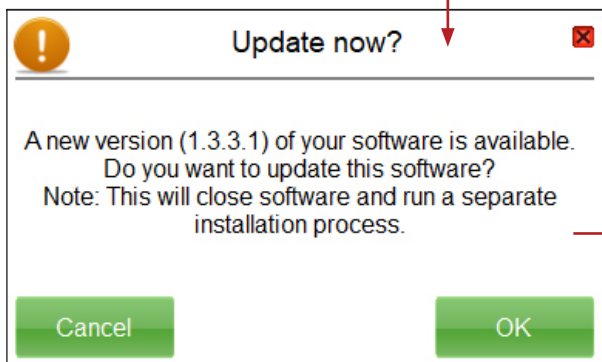 Update now?
A new version (1.3.3.1) of your software is available.
Do you want to update this software?
Note: This will close software and run a separate
installation process.
Cancel
OK